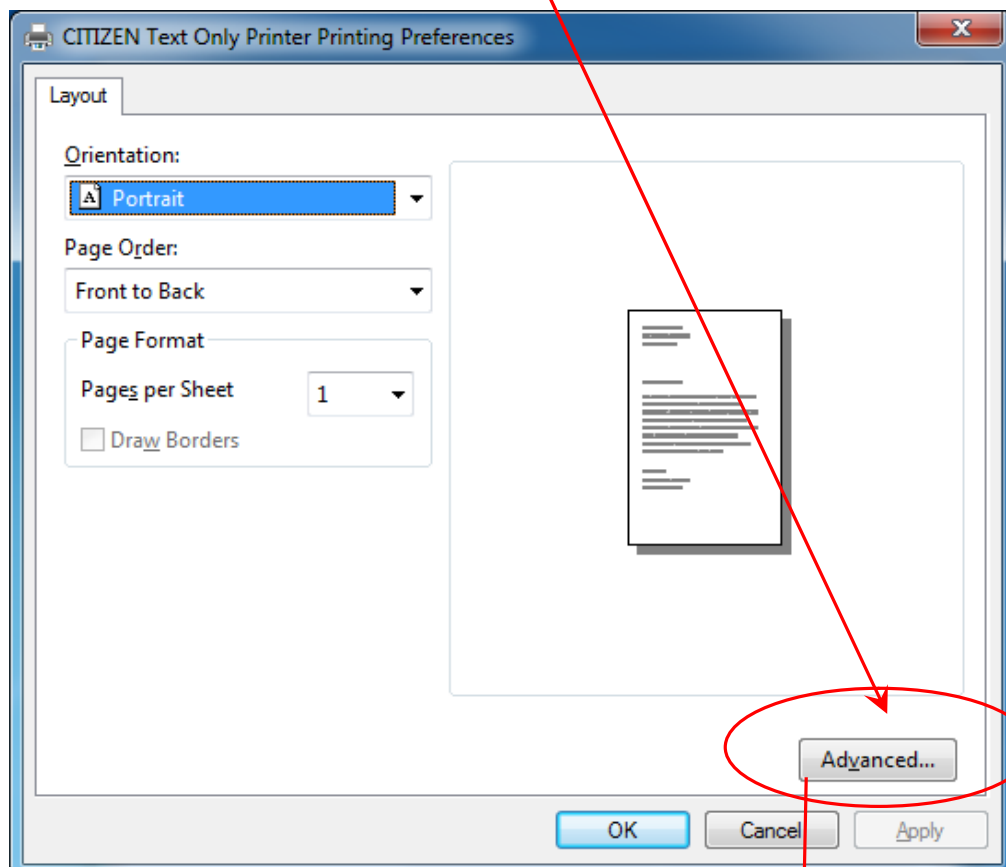 CITIZEN Text Only Printer Printing Preferences
Layout
Orientation:
Portrait
Page Order:
Front to Back
Page Format
Pages per Sheet 1
Draw Borders
Advanced...
OK Cancel Apply